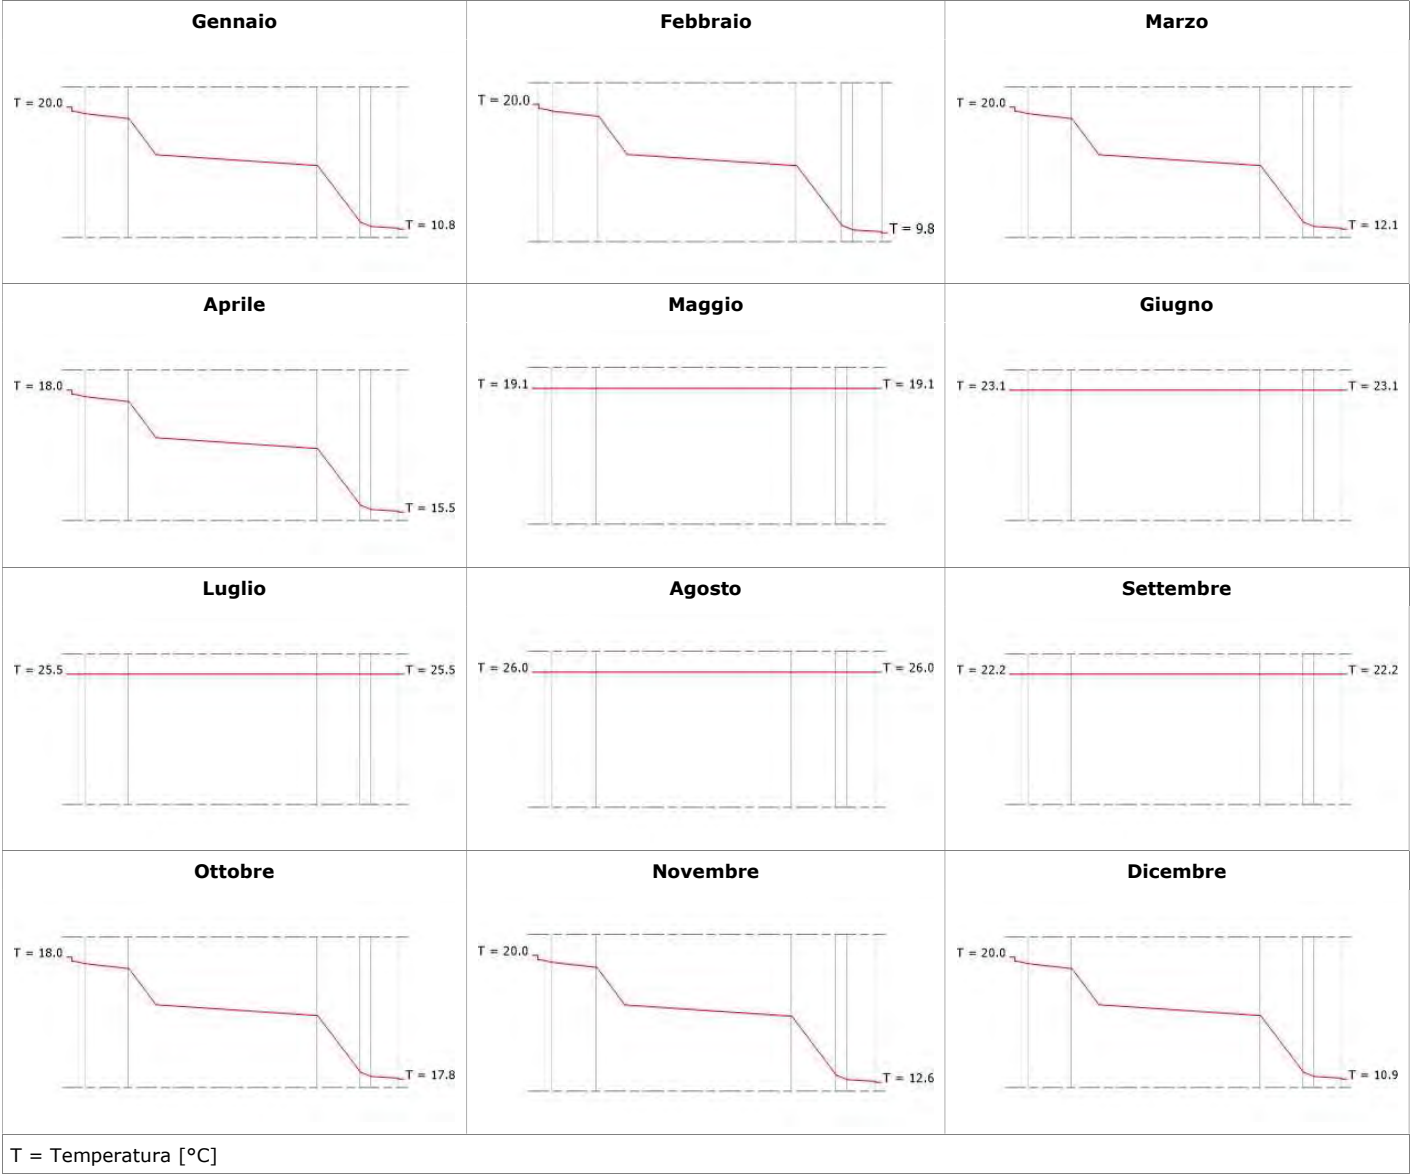 Gennaio
Febbraio
Marzo
T = 20.0
T = 10.8
T = 20.0
T = 9.8
T = 20.0
T = 12.1
Aprile
Maggio
Giugno
T = 18.0
T = 15.5
T = 19.1
T = 19.1
T = 23.1
T = 23.1
Luglio
Agosto
Settembre
T = 25.5
T = 25.5
T = 26.0
T = 26.0
T = 22.2
T = 22.2
Ottobre
Novembre
Dicembre
T = 18.0
T = 17.8
T = 20.0
T = 12.6
T = 20.0
T = 10.9
T = Temperatura [°C]